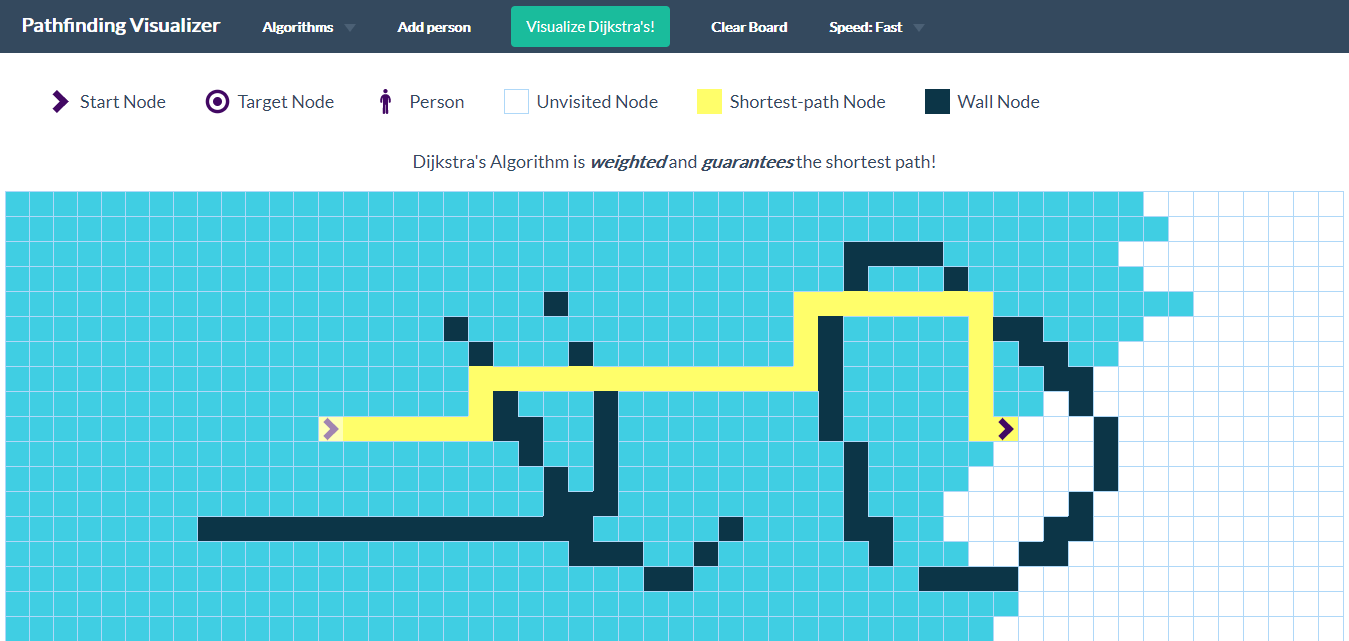 Pathfinding Visualizer Algorithms Add person Visualize Dijkstra's! Clear Board Speed: Fast
Start Node Target Node Person Unvisited Node Shortest-path Node Wall Node
Dijkstra's Algorithm is weighted and guarantees the shortest path!